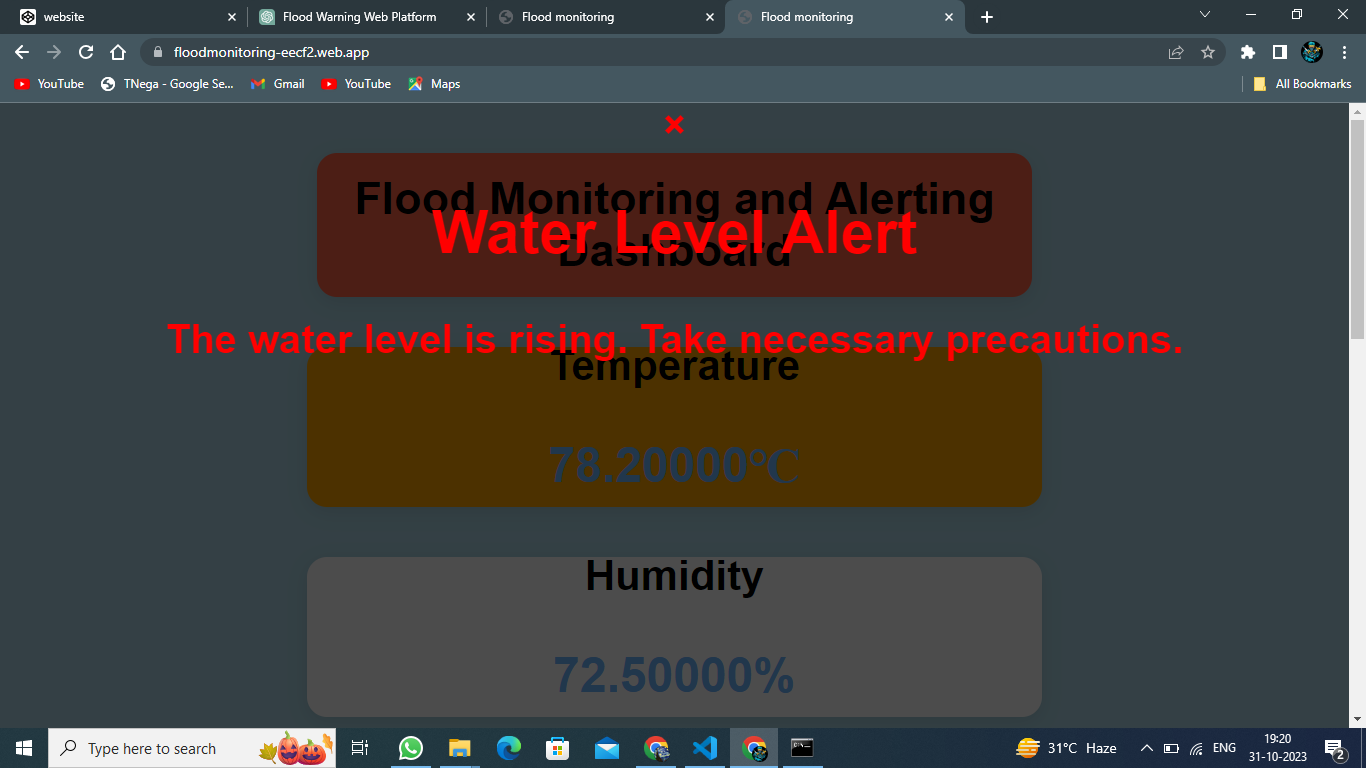 website
Flood Warning Web Platform
Flood monitoring
Flood monitoring
floodmonitoring-eecf2.web.app
YouTube
TNega - Google Se...
Gmail
YouTube
Maps
All Bookmarks
×
Flood Monitoring and Alerting
Water Level Alert
Dashboard
The water level is rising. Take necessary precautions.
Temperature
78.20000℃
Humidity
72.50000%
Type here to search
31°C Haze
ENG
19:20
31-10-2023
2